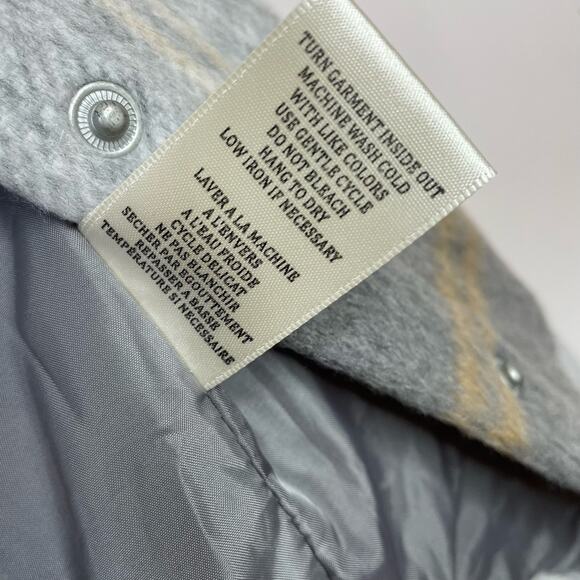 TURN GARMENT INSIDE OUT
MACHINE WASH COLD
WITH LIKE COLORS
USE GENTLE CYCLE
DO NOT BLEACH
HANG TO DRY
LOW IRON IF NECESSARY
LAVER A LA MACHINE
A L'ENVERS
A L'EAU FROIDE
CYCLE DELICAT
NE PAS BLANCHIR
SECHER PAR EGOUTTEMENT
REPASSER A BASSE
TEMPÉRATURE SI NECESSAIRE